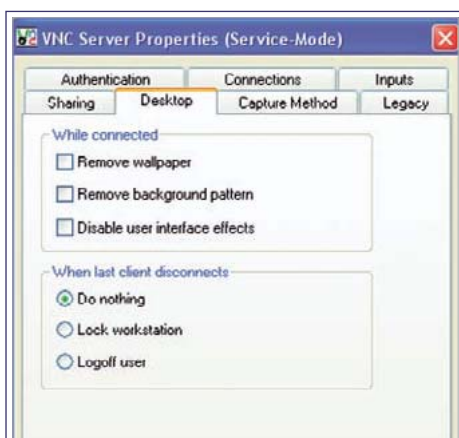 VNC Server Properties (Service-Mode)
Authentication Connections Inputs
Sharing Desktop Capture Method Legacy
While connected
Remove wallpaper
Remove background pattern
Disable user interface effects
When last client disconnects
Do nothing
Lock workstation
Logoff user